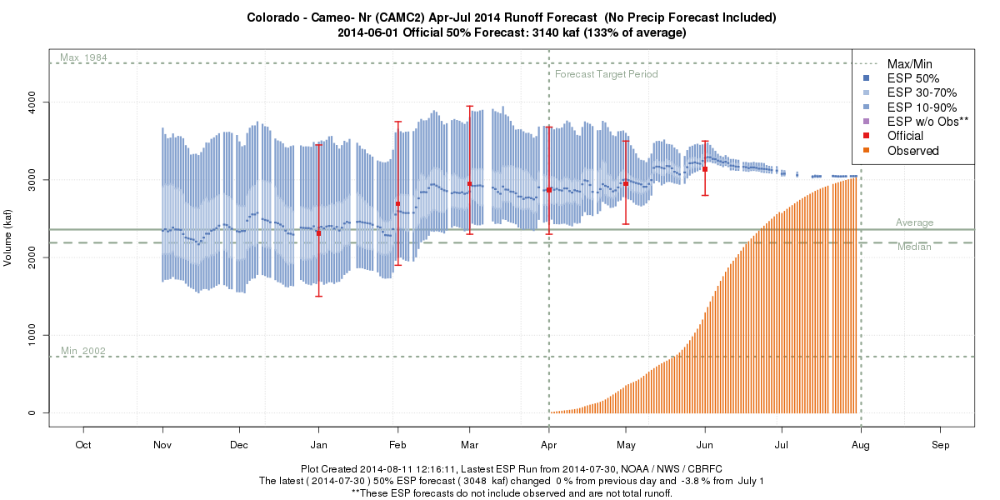 Colorado - Cameo- Nr (CAMC2) Apr-Jul 2014 Runoff Forecast  (No Precip Forecast Included)
2014-06-01 Official 50% Forecast: 3140 kaf (133% of average)
Max  1984
Forecast Target Period
Max/Min
ESP 50%
ESP 30-70%
ESP 10-90%
ESP w/o Obs**
Official
Observed
Volume (kaf)
4000
3000
2000
1000
0
Average
Median
Min  2002
Oct Nov Dec Jan Feb Mar Apr May Jun Jul Aug Sep
Plot Created 2014-08-11 12:16:11, Lastest ESP Run from 2014-07-30, NOAA / NWS / CBRFC
The latest ( 2014-07-30 ) 50% ESP forecast ( 3048  kaf) changed  0 % from previous day and  -3.8 % from  July 1
**These ESP forecasts do not include observed and are not total runoff.